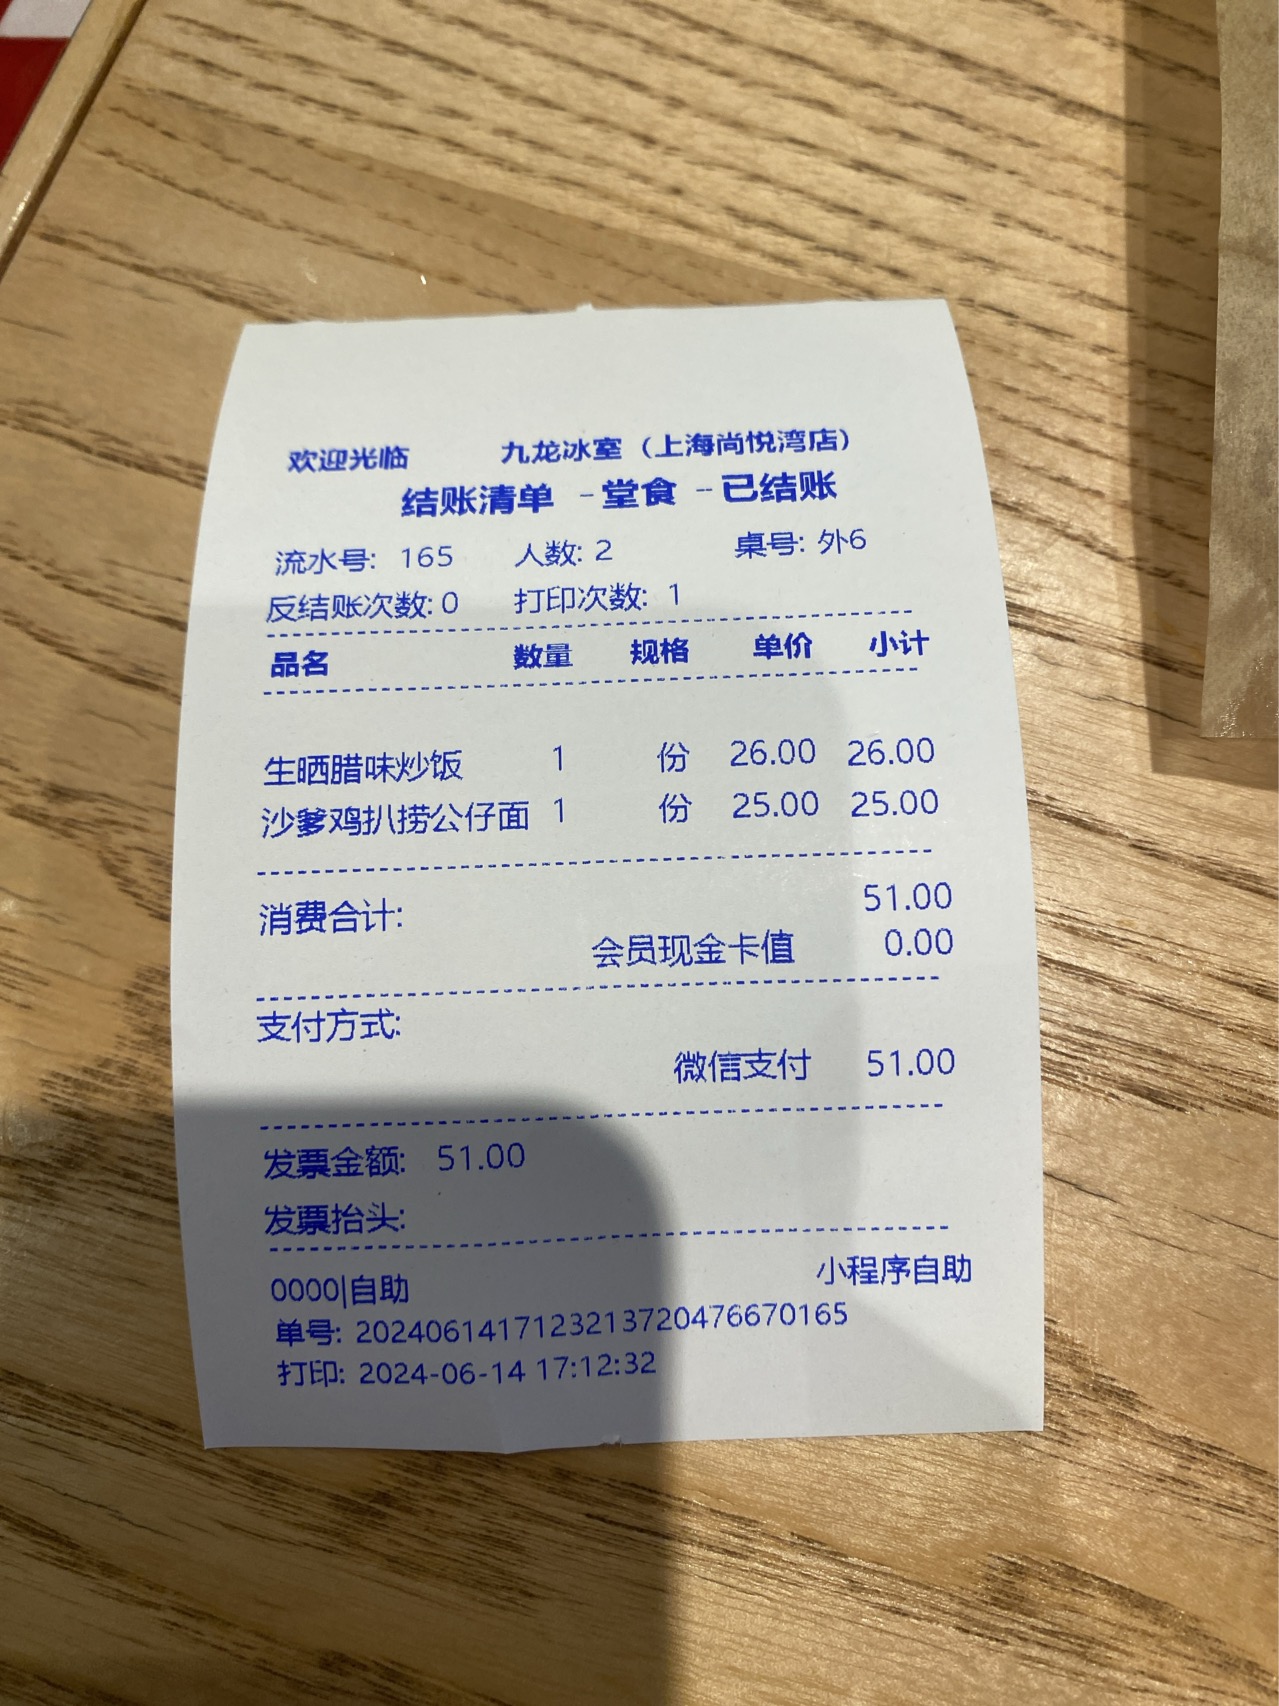 欢迎光临 九龙冰室（上海尚悦湾店）
结账清单 -堂食 -已结账
流水号: 165 人数: 2 桌号: 外6
反结账次数: 0 打印次数: 1
品名 数量 规格 单价 小计
生晒腊味炒饭 1 份 26.00 26.00
沙爹鸡扒捞公仔面 1 份 25.00 25.00
消费合计: 51.00
会员现金卡值 0.00
支付方式:
微信支付 51.00
发票金额: 51.00
发票抬头:
0000|自助 小程序自助
单号: 2024061417123213720476670165
打印: 2024-06-14 17:12:32